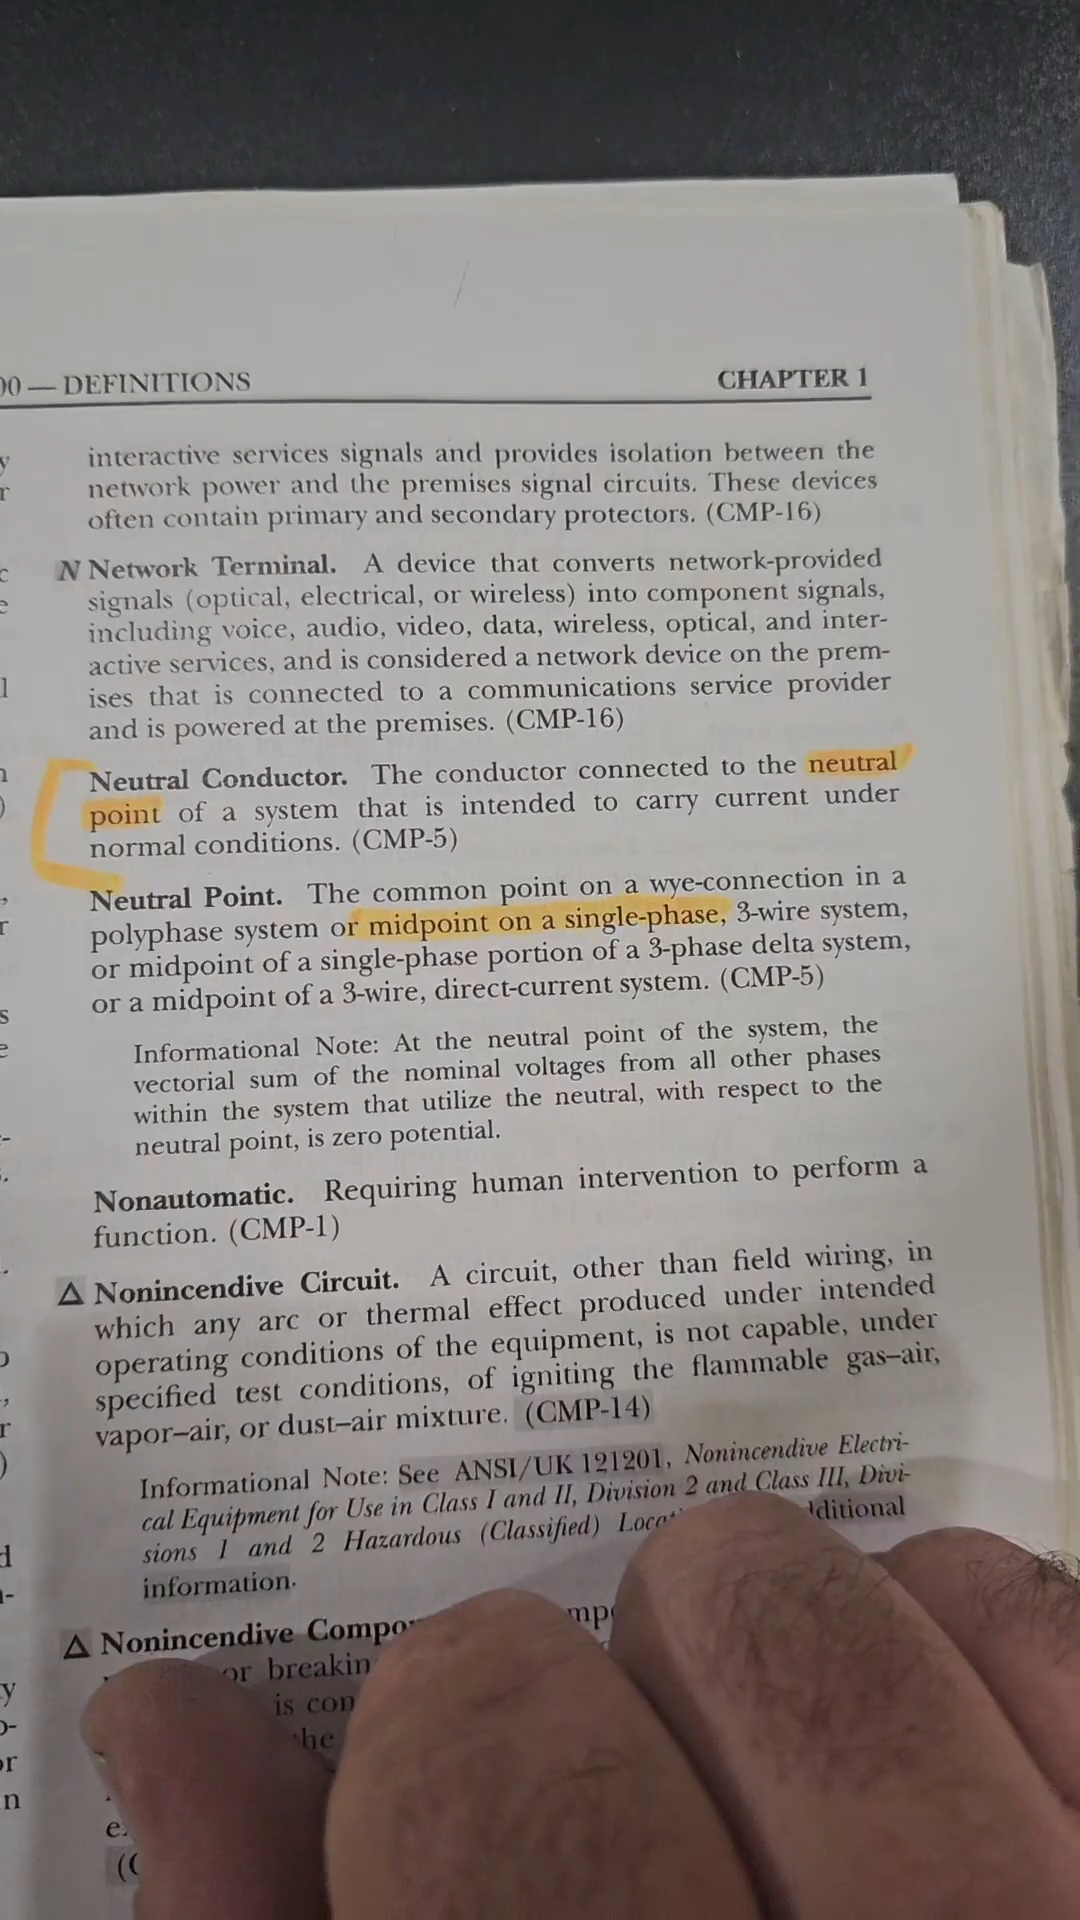 00 — DEFINITIONS
CHAPTER 1
interactive services signals and provides isolation between the
network power and the premises signal circuits. These devices
often contain primary and secondary protectors. (CMP-16)
N Network Terminal. A device that converts network-provided
signals (optical, electrical, or wireless) into component signals,
including voice, audio, video, data, wireless, optical, and inter-
active services, and is considered a network device on the prem-
ises that is connected to a communications service provider
and is powered at the premises. (CMP-16)
Neutral Conductor. The conductor connected to the neutral
point of a system that is intended to carry current under
normal conditions. (CMP-5)
Neutral Point. The common point on a wye-connection in a
polyphase system or midpoint on a single-phase, 3-wire system,
or midpoint of a single-phase portion of a 3-phase delta system,
or a midpoint of a 3-wire, direct-current system. (CMP-5)
Informational Note: At the neutral point of the system, the
vectorial sum of the nominal voltages from all other phases
within the system that utilize the neutral, with respect to the
neutral point, is zero potential.
Nonautomatic. Requiring human intervention to perform a
function. (CMP-1)
Δ Nonincendive Circuit. A circuit, other than field wiring, in
which any arc or thermal effect produced under intended
operating conditions of the equipment, is not capable, under
specified test conditions, of igniting the flammable gas–air,
vapor–air, or dust–air mixture. (CMP-14)
Informational Note: See ANSI/UK 121201, Nonincendive Electri-
cal Equipment for Use in Class I and II, Division 2 and Class III, Divi-
sions 1 and 2 Hazardous (Classified) Loca dditional
information.
Δ Nonincendive Compo mp
or breakin
is con
he